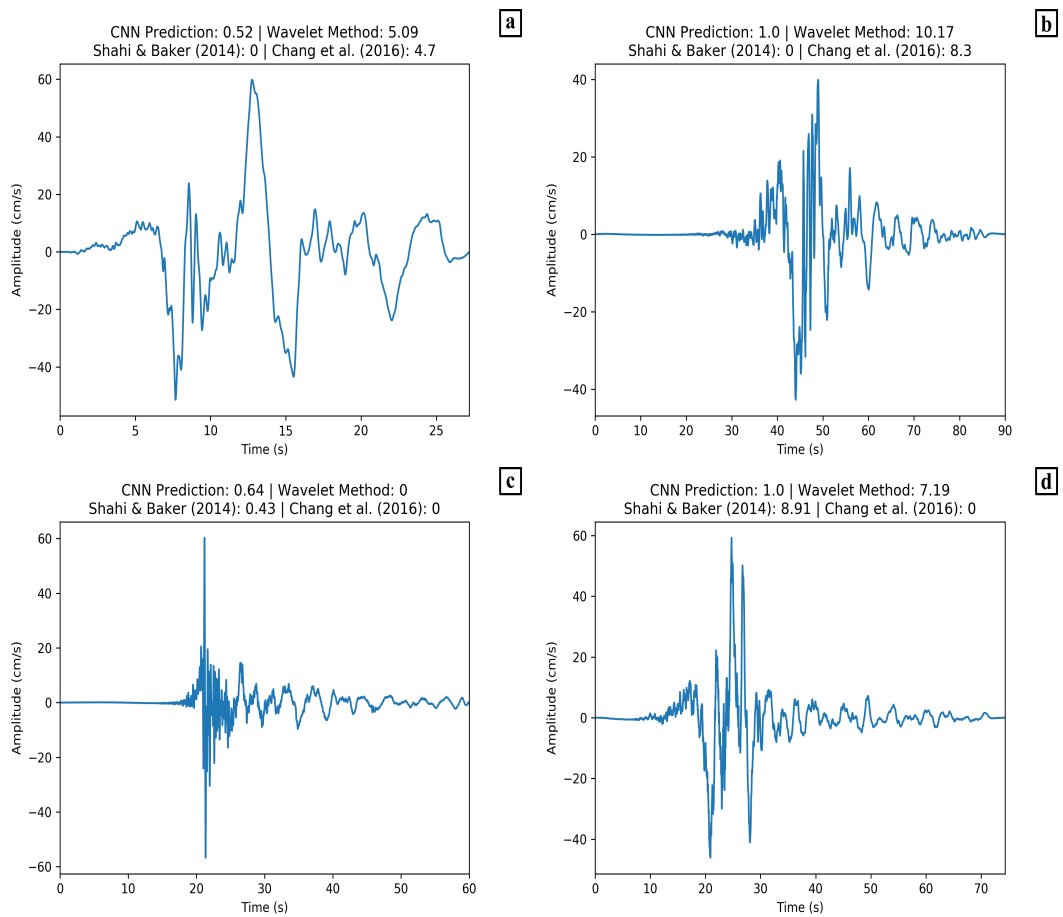 a
CNN Prediction: 0.52 | Wavelet Method: 5.09
Shahi & Baker (2014): 0 | Chang et al. (2016): 4.7
60
40
20
0
−20
−40
Amplitude (cm/s)
0 5 10 15 20 25
Time (s)
b
CNN Prediction: 1.0 | Wavelet Method: 10.17
Shahi & Baker (2014): 0 | Chang et al. (2016): 8.3
40
20
0
−20
−40
Amplitude (cm/s)
0 10 20 30 40 50 60 70 80 90
Time (s)
c
CNN Prediction: 0.64 | Wavelet Method: 0
Shahi & Baker (2014): 0.43 | Chang et al. (2016): 0
60
40
20
0
−20
−40
−60
Amplitude (cm/s)
0 10 20 30 40 50 60
Time (s)
d
CNN Prediction: 1.0 | Wavelet Method: 7.19
Shahi & Baker (2014): 8.91 | Chang et al. (2016): 0
60
40
20
0
−20
−40
Amplitude (cm/s)
0 10 20 30 40 50 60 70
Time (s)